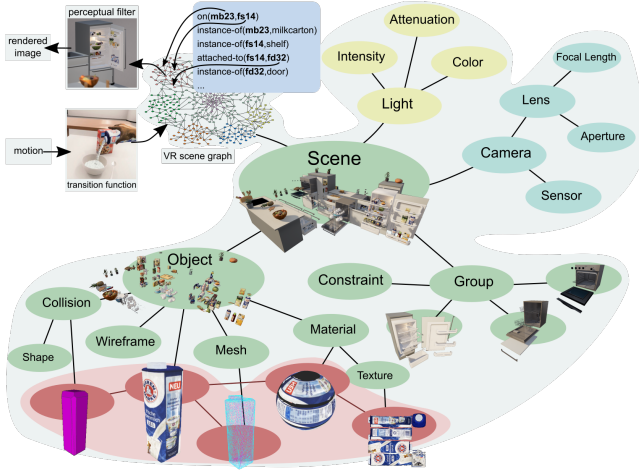 perceptual filter
rendered
image
on(mb23,fs14)
instance-of(mb23,milkcarton)
instance-of(fs14,shelf)
attached-to(fs14,fd32)
instance-of(fd32,door)
...
motion
transition function
VR scene graph
Attenuation
Intensity
Color
Light
Focal Length
Lens
Aperture
Camera
Sensor
Scene
Object
Constraint
Group
Collision
Wireframe
Mesh
Material
Shape
Texture
NEU